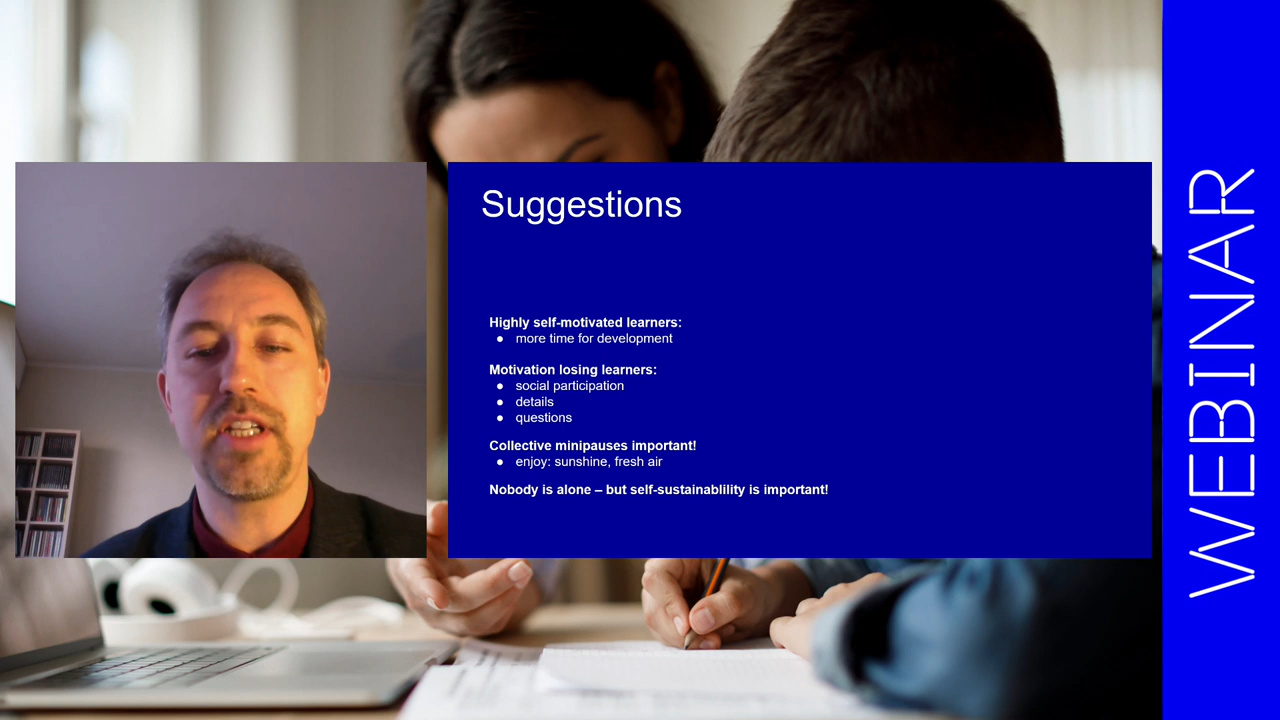 Suggestions
Highly self-motivated learners:
● more time for development
Motivation losing learners:
● social participation
● details
● questions
Collective minipauses important!
● enjoy: sunshine, fresh air
Nobody is alone – but self-sustainablility is important!
WEBINAR